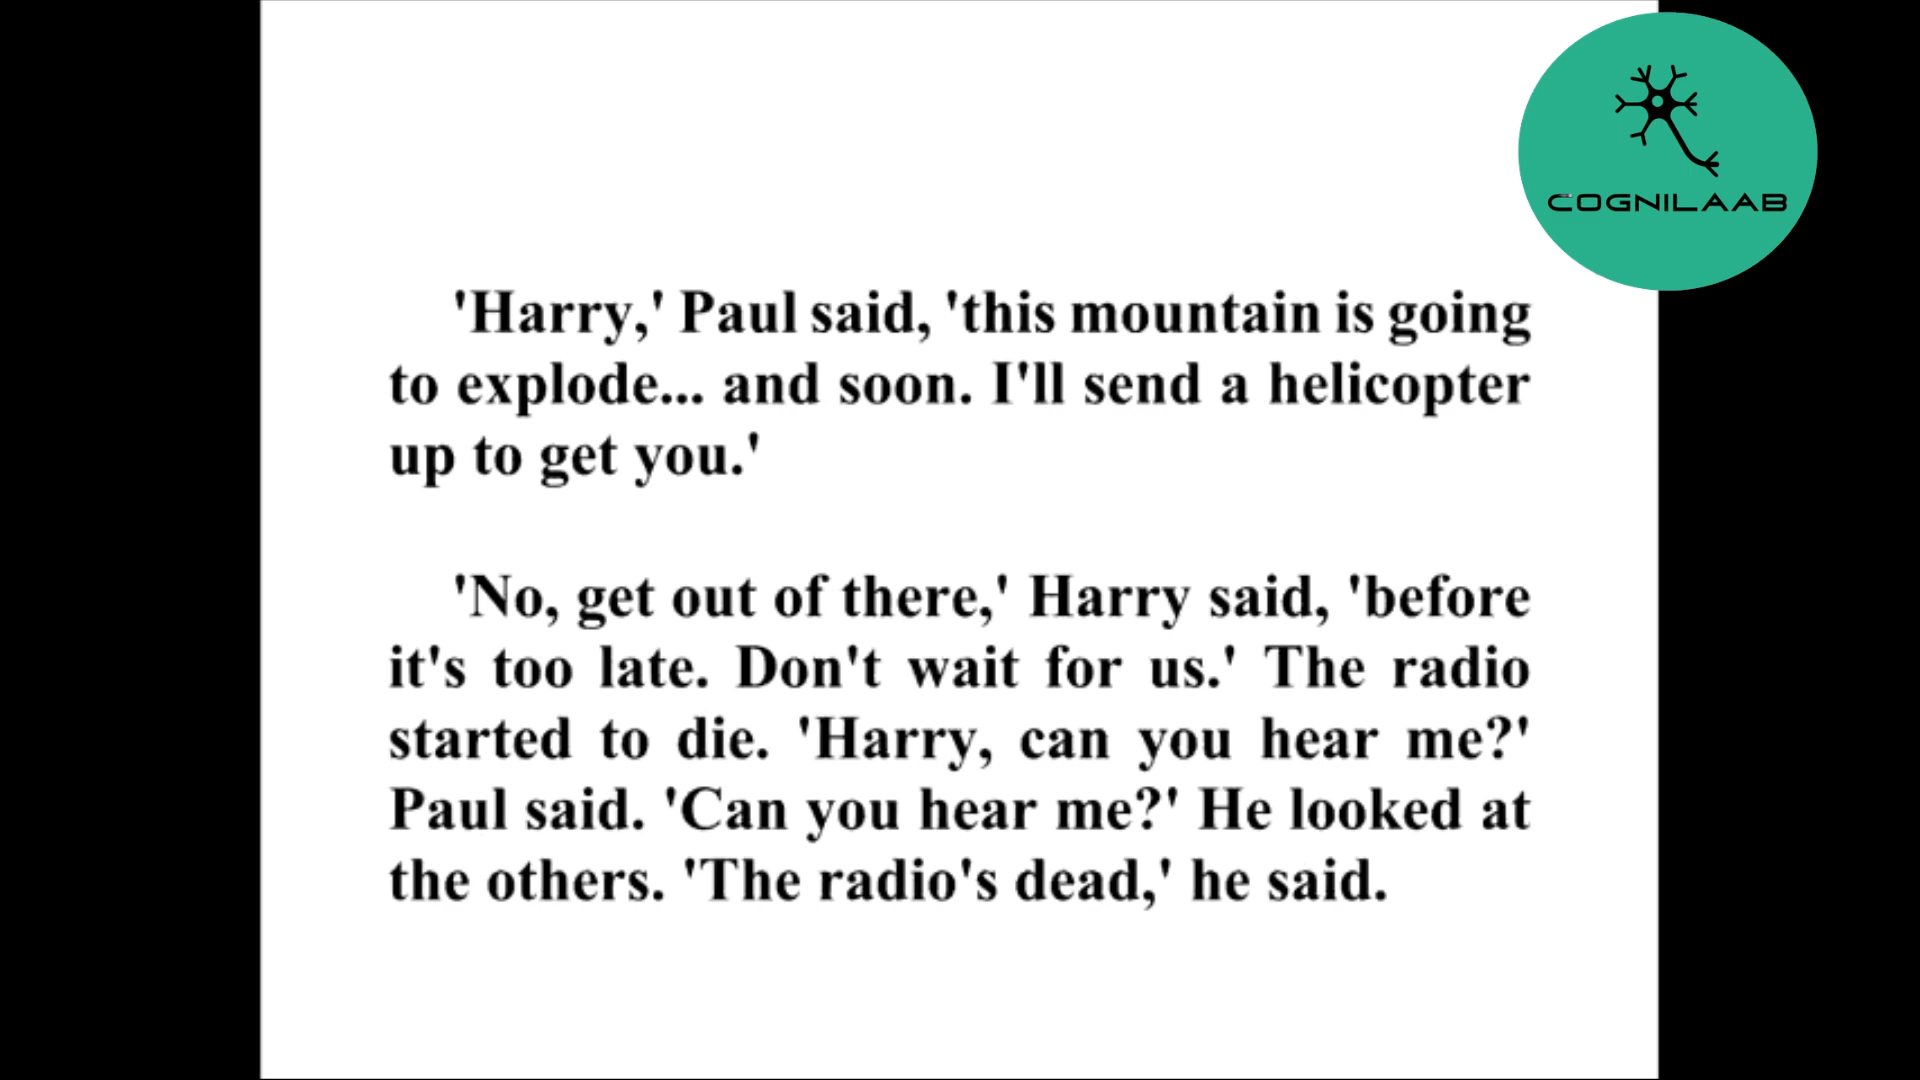 COGNILAAB
'Harry,' Paul said, 'this mountain is going
to explode... and soon. I'll send a helicopter
up to get you.'
'No, get out of there,' Harry said, 'before
it's too late. Don't wait for us.' The radio
started to die. 'Harry, can you hear me?'
Paul said. 'Can you hear me?' He looked at
the others. 'The radio's dead,' he said.